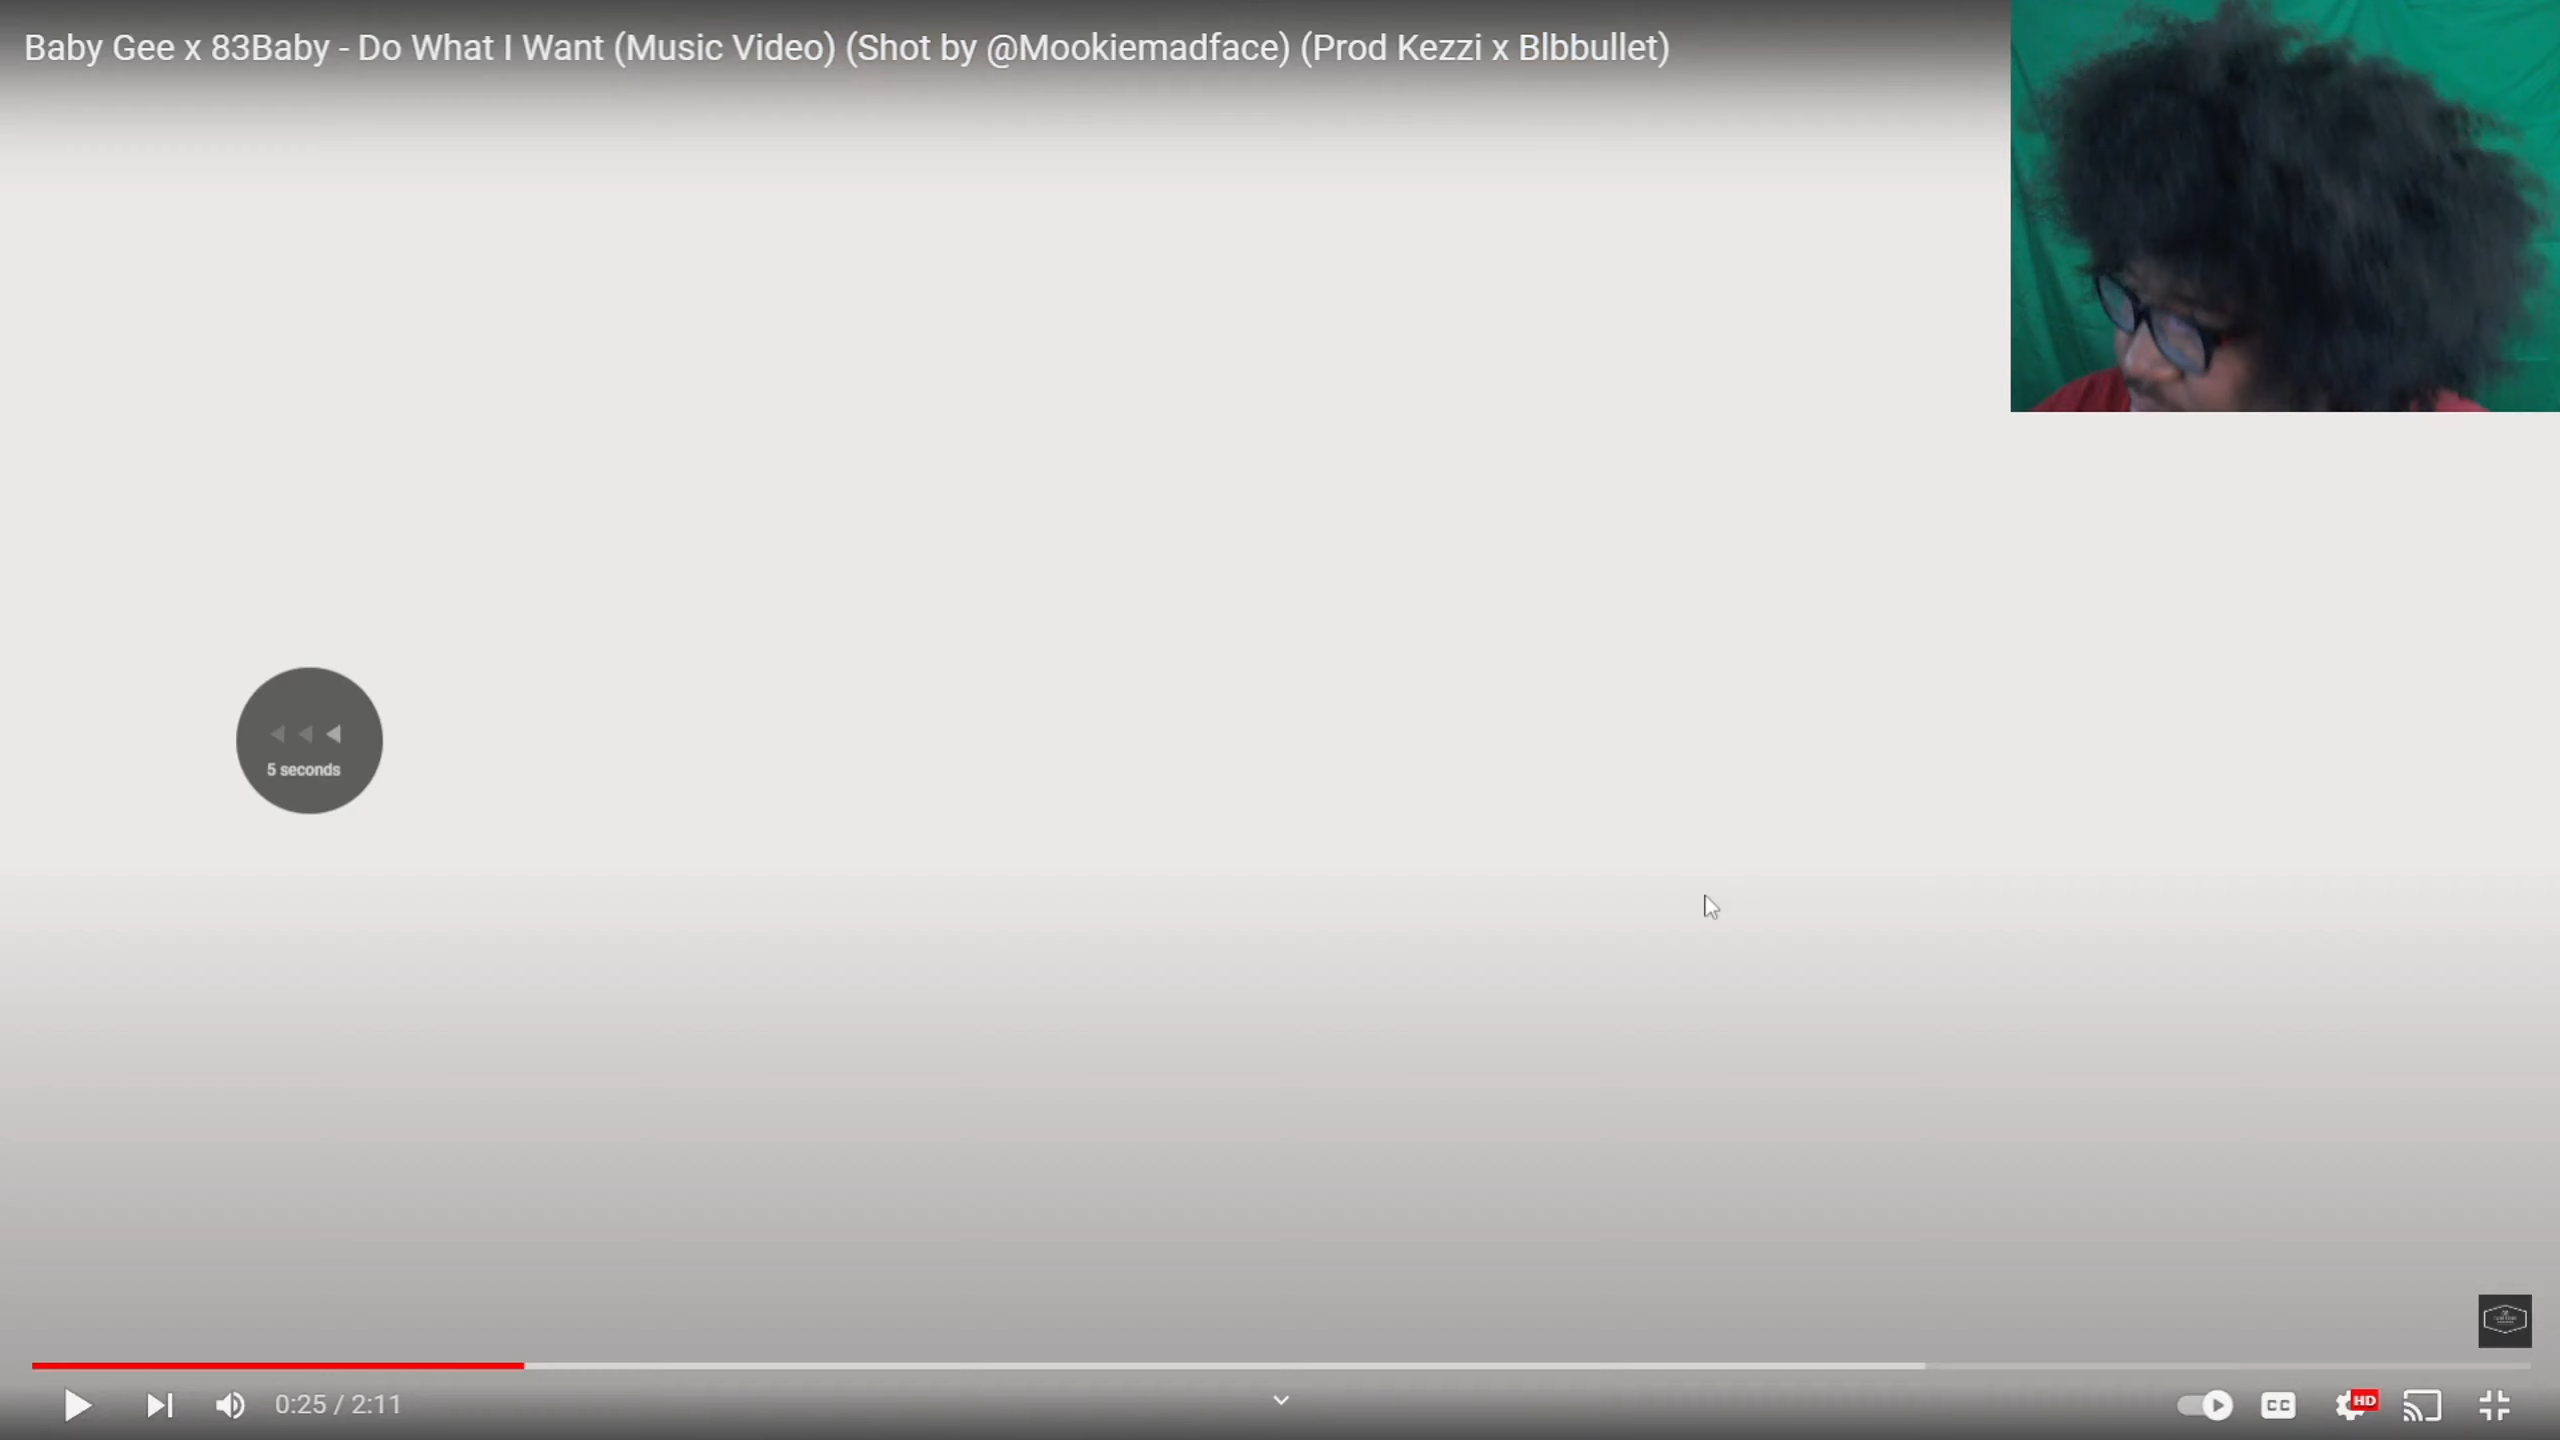 Baby Gee x 83Baby - Do What I Want (Music Video) (Shot by @Mookiemadface) (Prod Kezzi x Blbbullet)
5 seconds
0:25 / 2:11
CC
HD